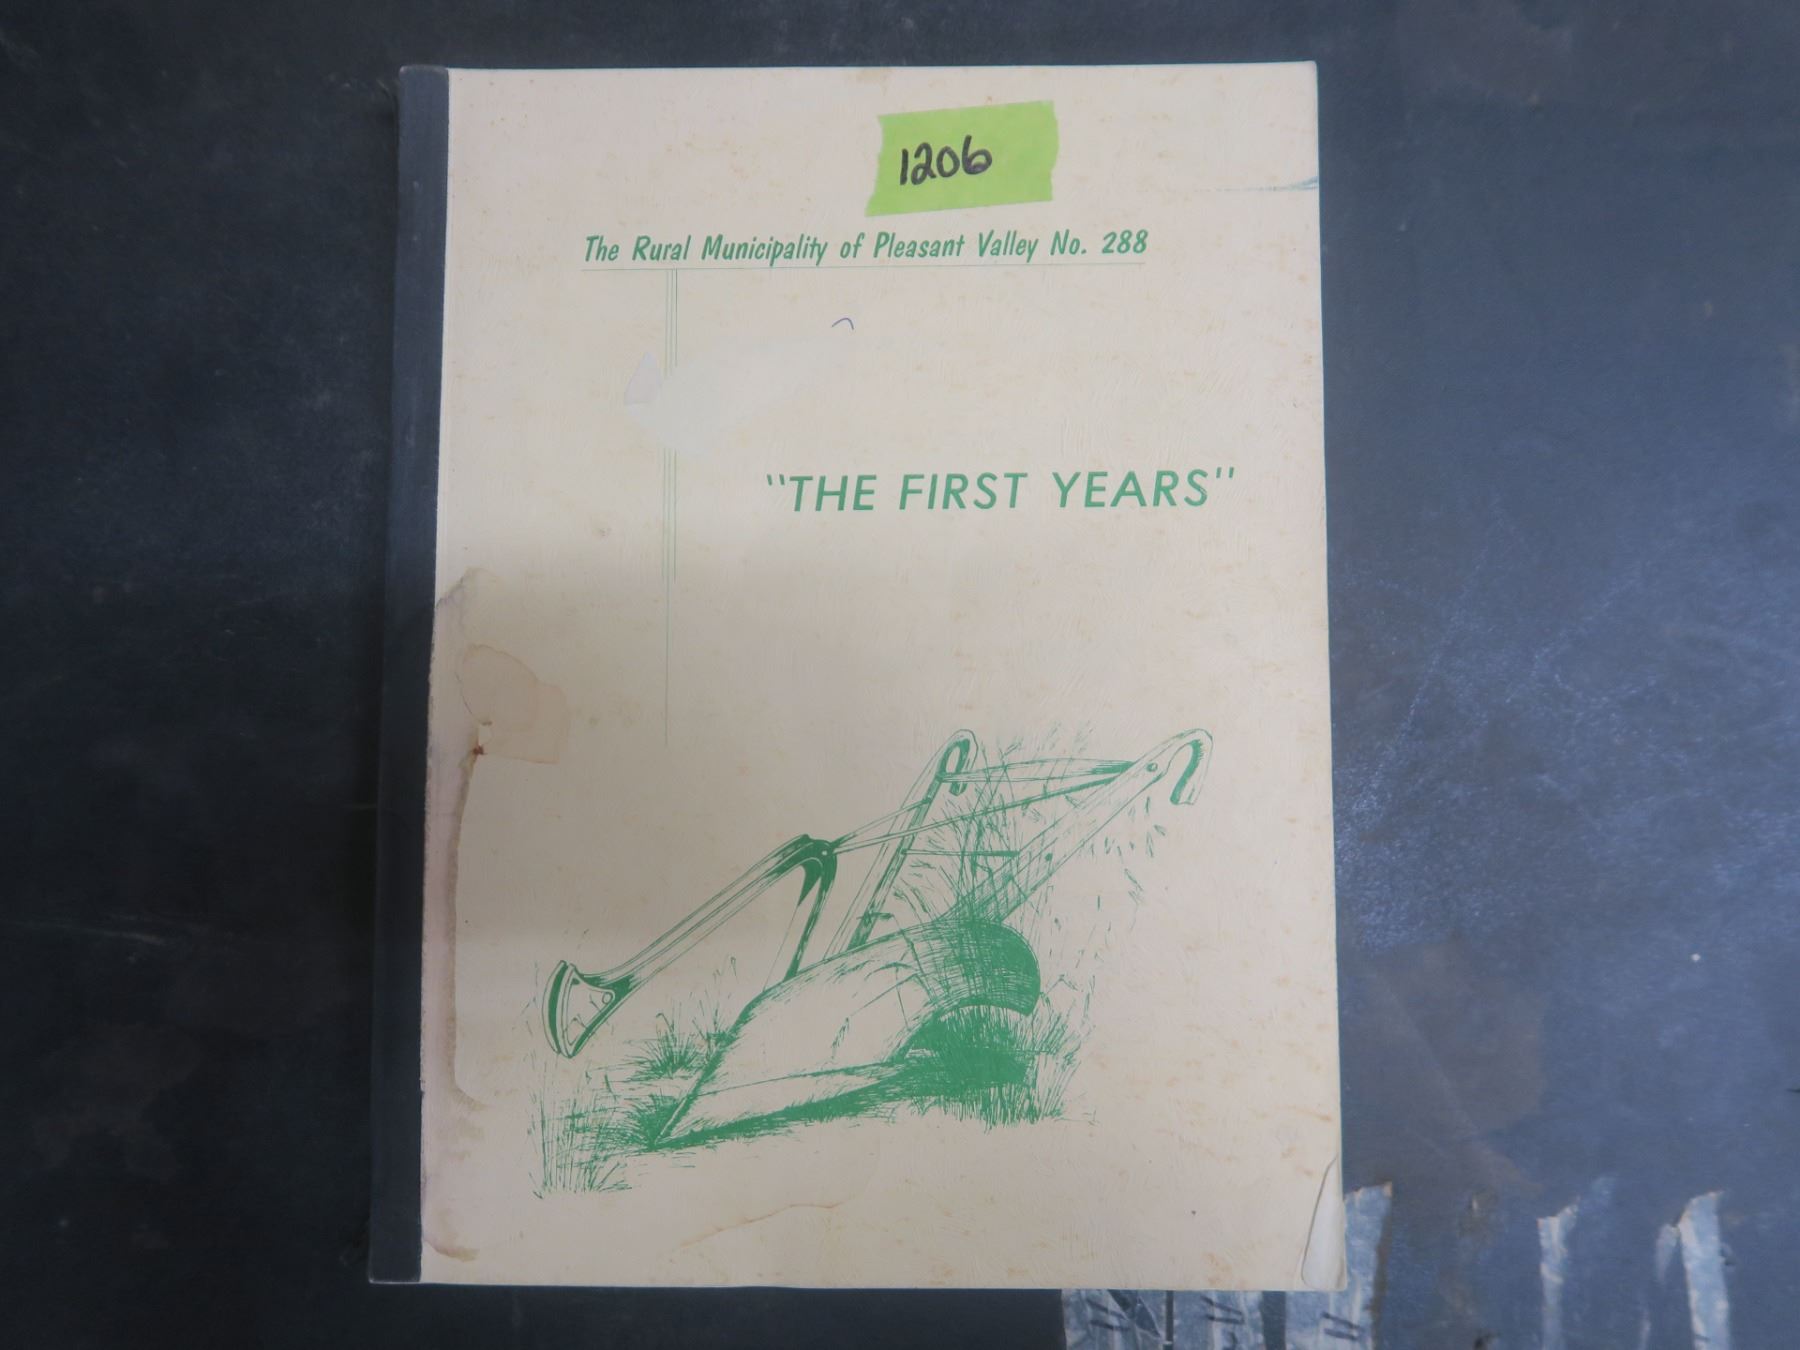 1206
The Rural Municipality of Pleasant Valley No. 288
"THE FIRST YEARS"